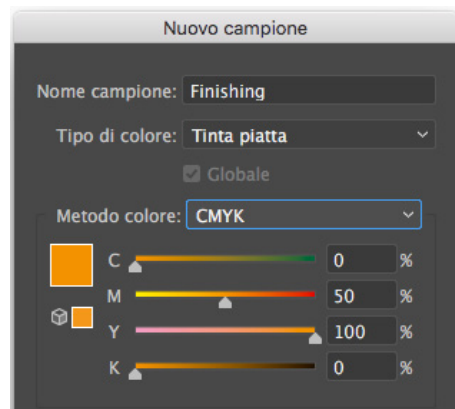 Nuovo campione
Nome campione: Finishing
Tipo di colore: Tinta piatta
Globale
Metodo colore: CMYK
C 0 %
M 50 %
Y 100 %
K 0 %